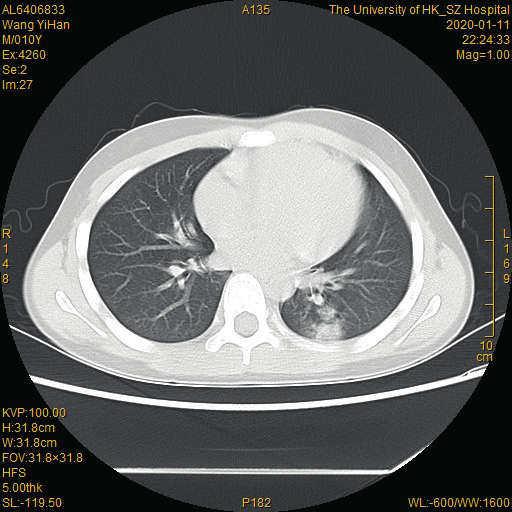 AL6406833
Wang YiHan
M/010Y
Ex:4260
Se:2
Im:27
A135
The University of HK_SZ Hospital
2020-01-11
22:24:33
Mag=1.00
R
1
4
8
L
1
6
9
10
cm
KVP:100.00
H:31.8cm
W:31.8cm
FOV:31.8×31.8
HFS
5.00thk
SL:-119.50
P182
WL:-600/WW:1600